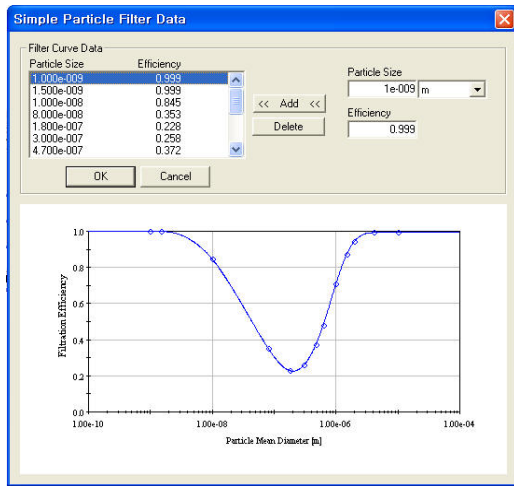 Simple Particle Filter Data
Filter Curve Data
Particle Size Efficiency
1.000e-009 0.999
1.500e-009 0.999
1.000e-008 0.845
8.000e-008 0.353
1.800e-007 0.228
3.000e-007 0.258
4.700e-007 0.372
<< Add <<
Delete
Particle Size
1e-009 m
Efficiency
0.999
OK Cancel
1.0
0.8
0.6
0.4
0.2
0.0
Filtration Efficiency
1.00e-10 1.00e-08 1.00e-06 1.00e-04
Particle Mean Diameter [m]